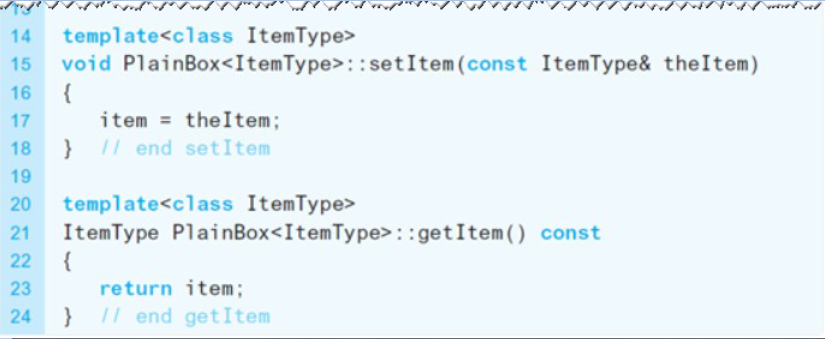 13
14 template<class ItemType>
15 void PlainBox<ItemType>::setItem(const ItemType& theItem)
16 {
17    item = theItem;
18 }  // end setItem
19
20 template<class ItemType>
21 ItemType PlainBox<ItemType>::getItem() const
22 {
23    return item;
24 }  // end getItem